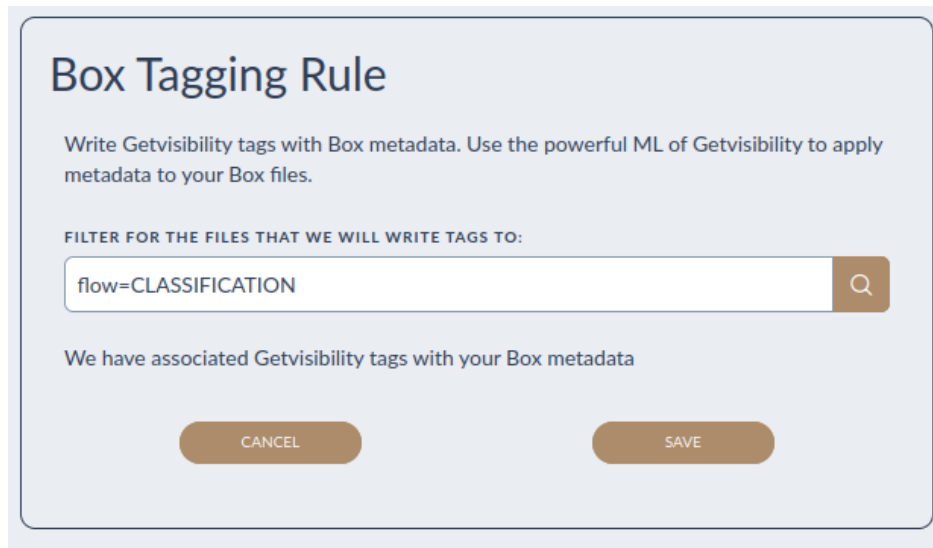 Box Tagging Rule
Write Getvisibility tags with Box metadata. Use the powerful ML of Getvisibility to apply
metadata to your Box files.
FILTER FOR THE FILES THAT WE WILL WRITE TAGS TO:
flow=CLASSIFICATION
We have associated Getvisibility tags with your Box metadata
CANCEL SAVE